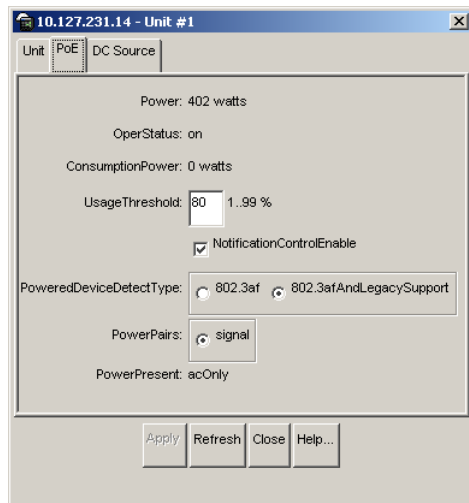 10.127.231.14 - Unit #1
Unit PoE DC Source
Power: 402 watts
OperStatus: on
ConsumptionPower: 0 watts
UsageThreshold: 80 1..99 %
NotificationControlEnable
PoweredDeviceDetectType: 802.3af 802.3afAndLegacySupport
PowerPairs: signal
PowerPresent: acOnly
Apply Refresh Close Help...